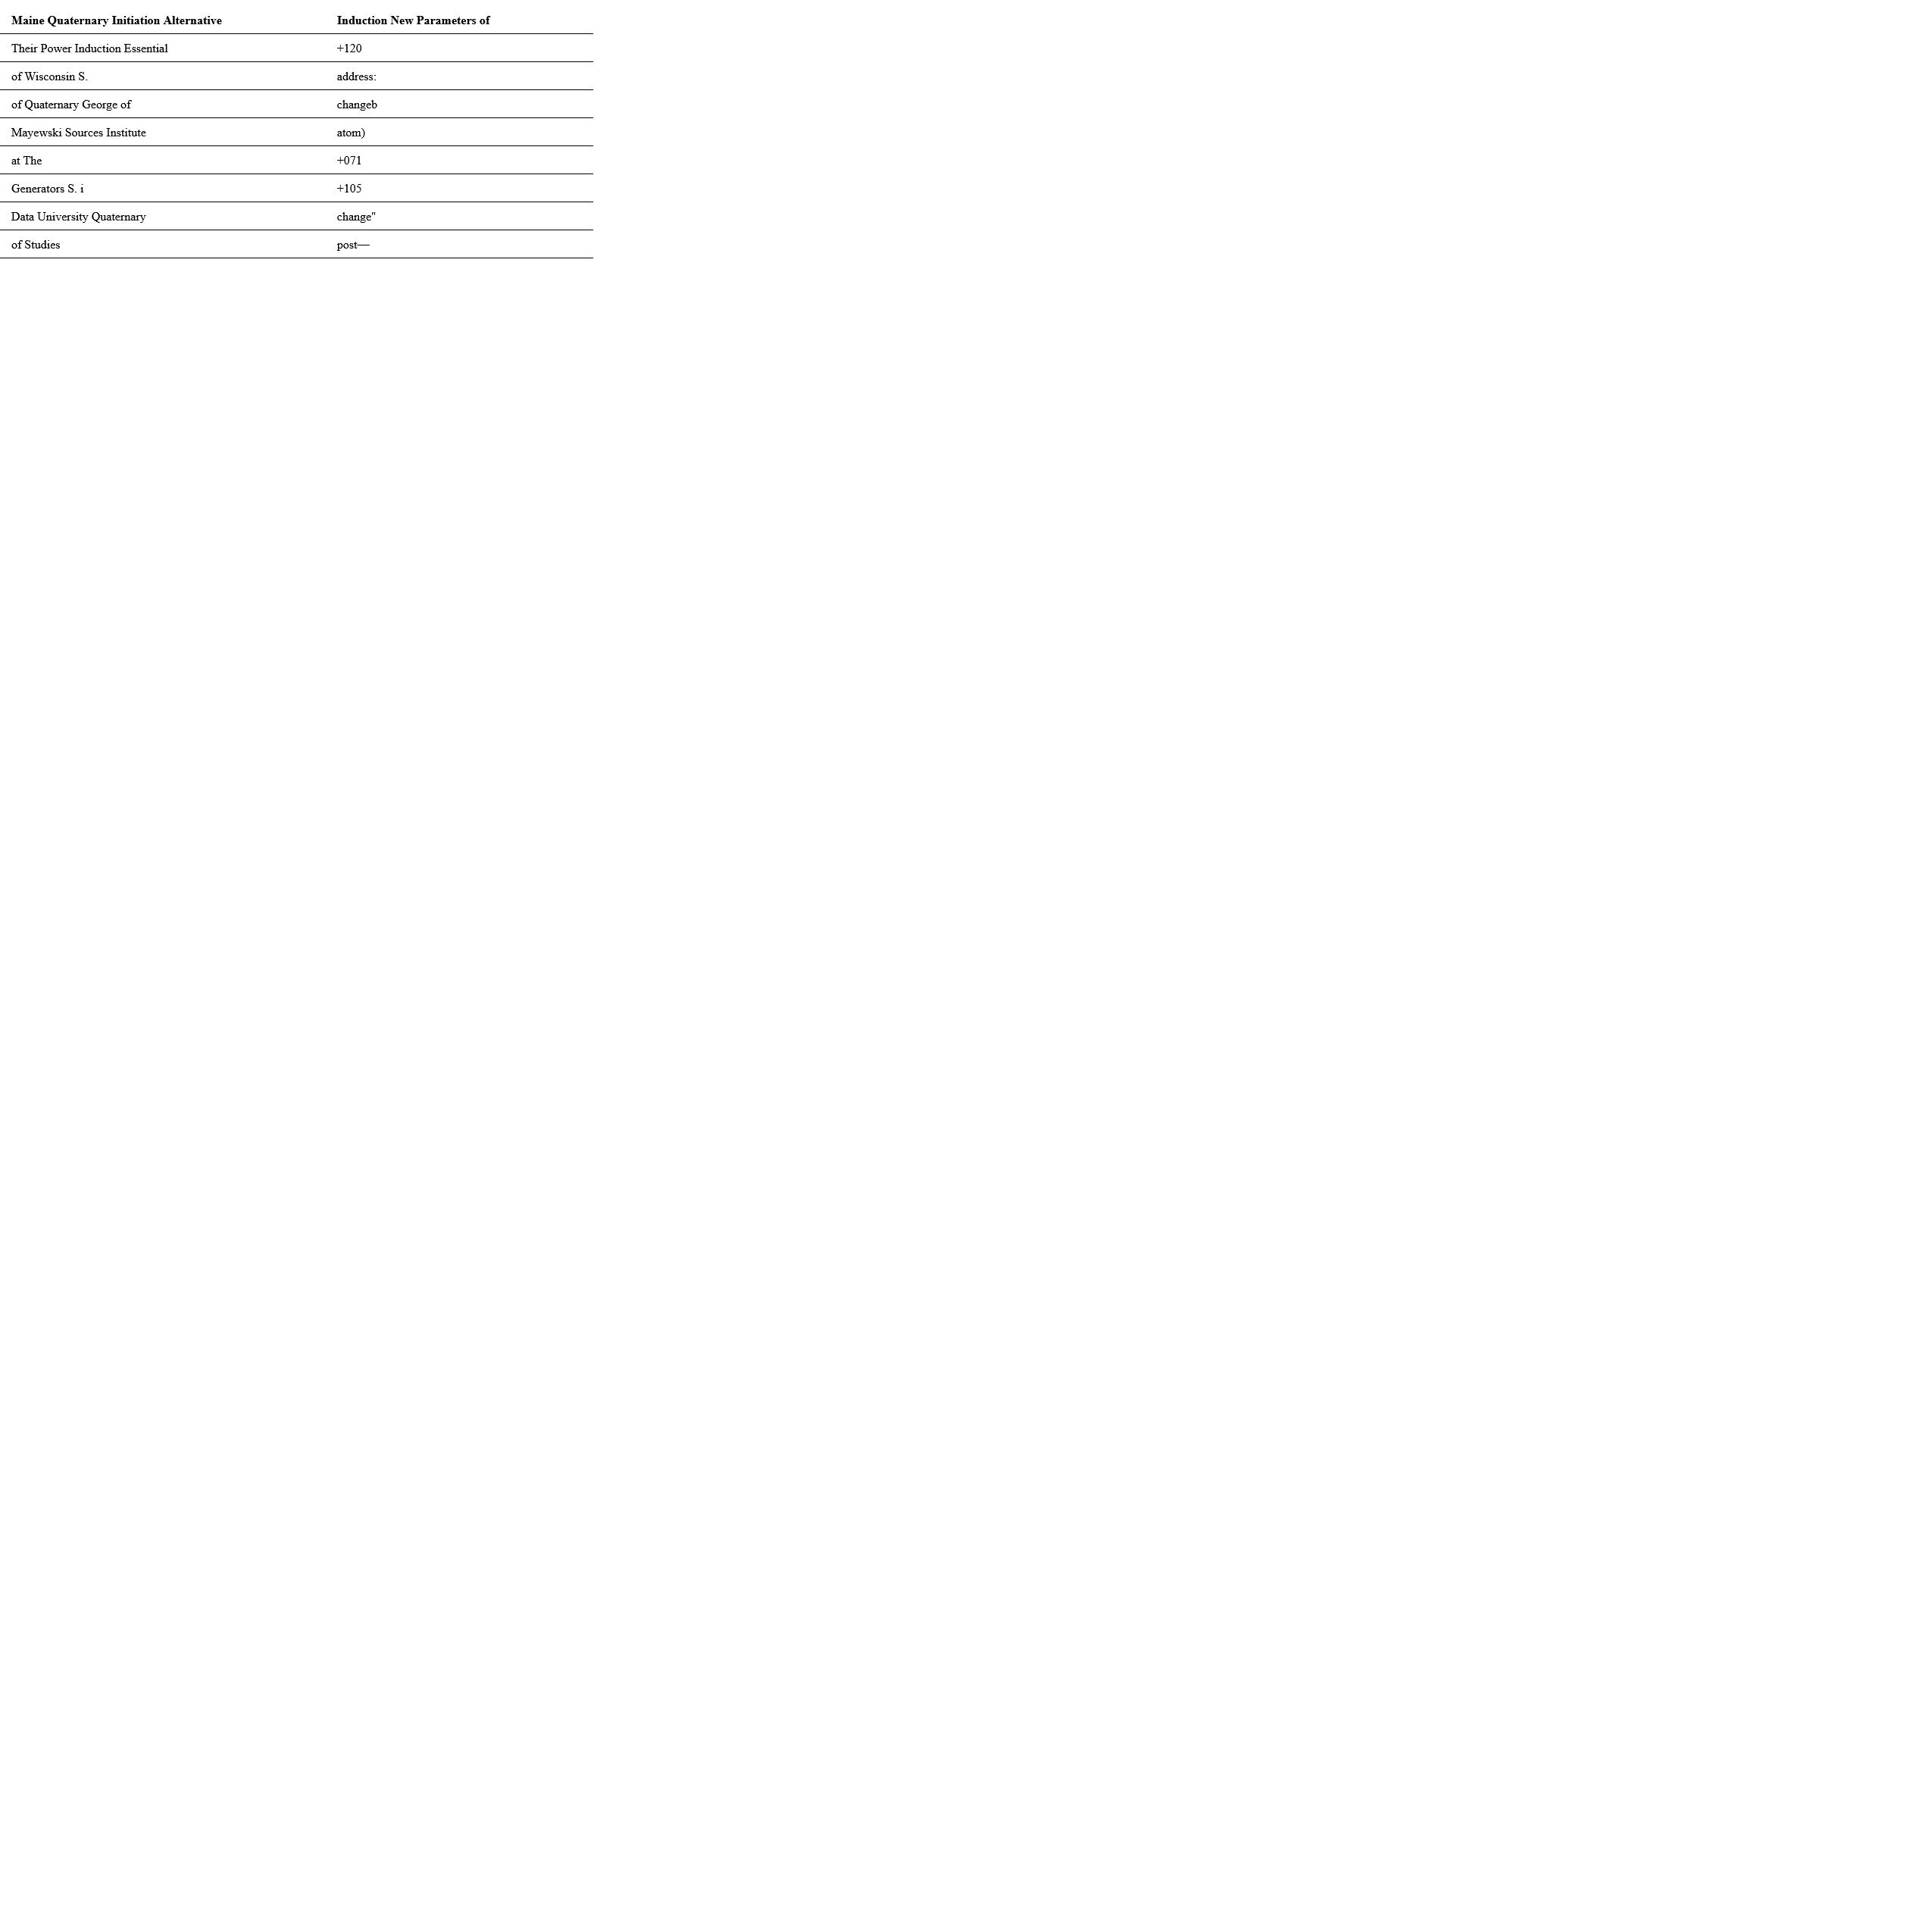 Maine Quaternary Initiation Alternative Induction New Parameters of
Their Power Induction Essential +120
of Wisconsin S. address:
of Quaternary George of changeb
Mayewski Sources Institute atom)
at The +071
Generators S. i +105
Data University Quaternary change"
of Studies post—